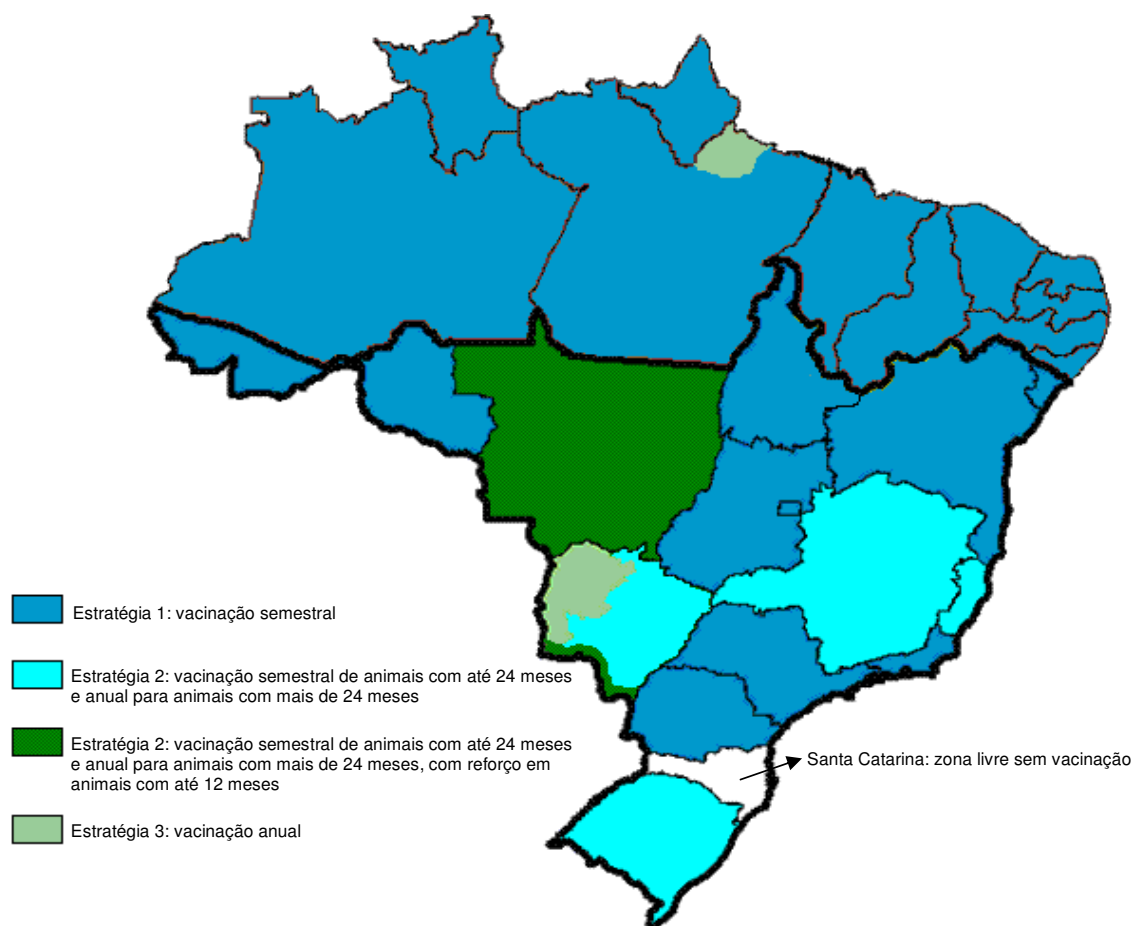 Estratégia 1: vacinação semestral
Estratégia 2: vacinação semestral de animais com até 24 meses
e anual para animais com mais de 24 meses
Estratégia 2: vacinação semestral de animais com até 24 meses
e anual para animais com mais de 24 meses, com reforço em
animais com até 12 meses
Santa Catarina: zona livre sem vacinação
Estratégia 3: vacinação anual